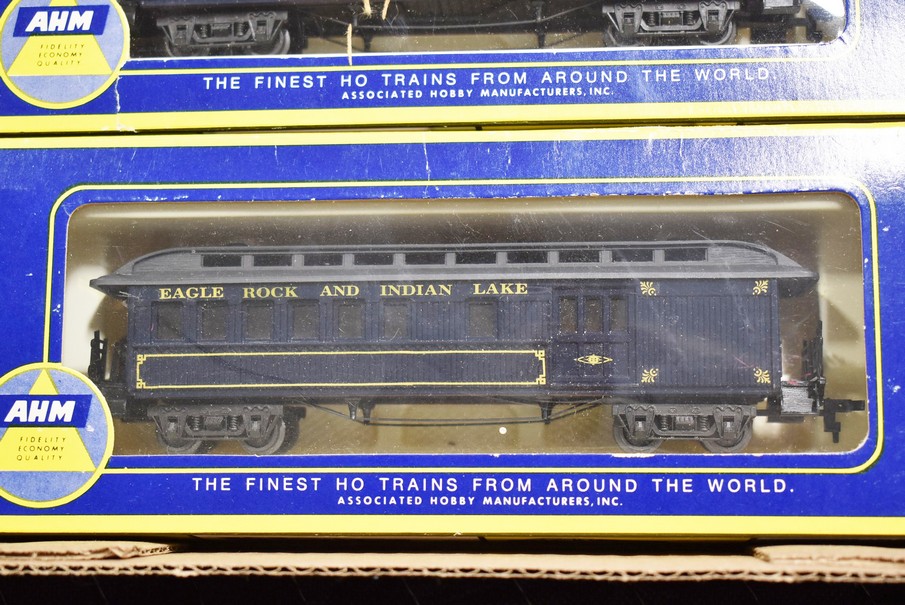 AHM
FIDELITY
ECONOMY
QUALITY
THE FINEST HO TRAINS FROM AROUND THE WORLD.
ASSOCIATED HOBBY MANUFACTURERS, INC.
EAGLE ROCK AND INDIAN LAKE
AHM
FIDELITY
ECONOMY
QUALITY
THE FINEST HO TRAINS FROM AROUND THE WORLD.
ASSOCIATED HOBBY MANUFACTURERS, INC.